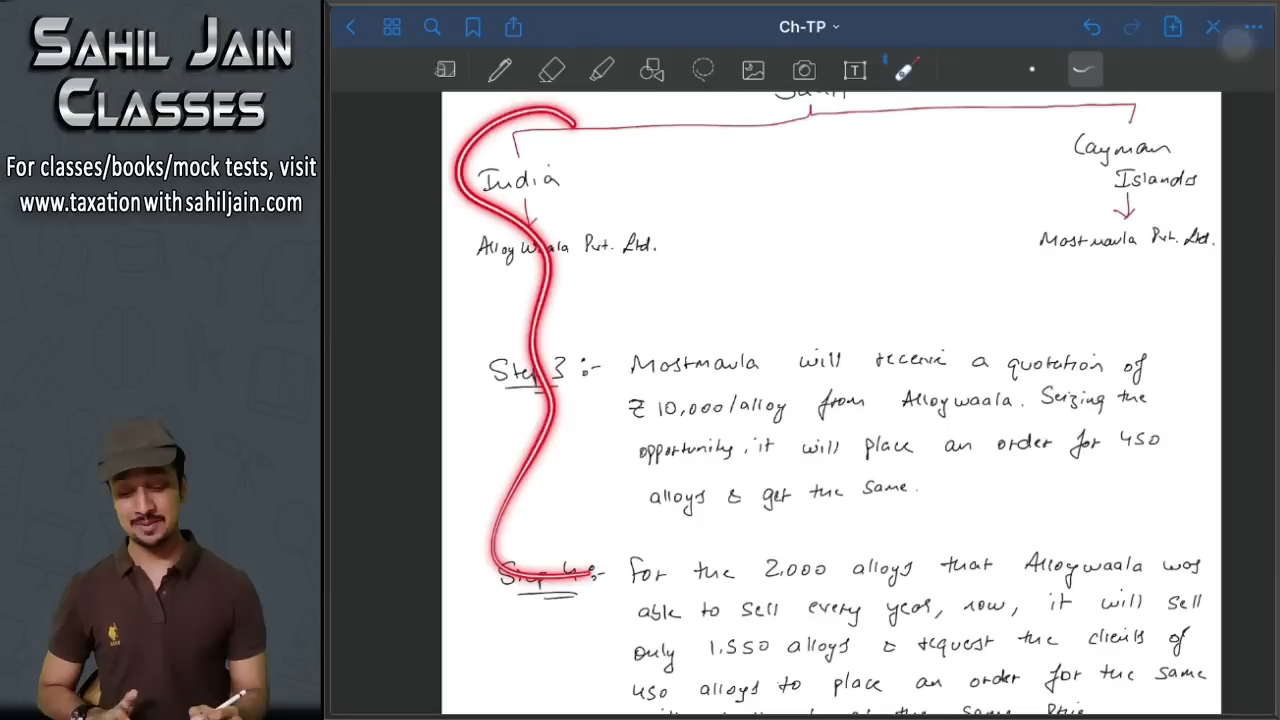 SAHIL JAIN
CLASSES
For classes/books/mock tests, visit
www.taxationwithsahiljain.com
Ch-TP
India
Cayman
Islands
Alloywaala Pvt. Ltd.
Mostmavla Pvt. Ltd.
Step 3 :- Mostmavla will receive a quotation of
₹ 10,000/alloy from Alloywaala. Seizing the
opportunity, it will place an order for 450
alloys & get the same.
Step 4 :- For the 2,000 alloys that Alloywaala was
able to sell every year, now, it will sell
only 1,550 alloys & request the clients of
450 alloys to place an order for the same